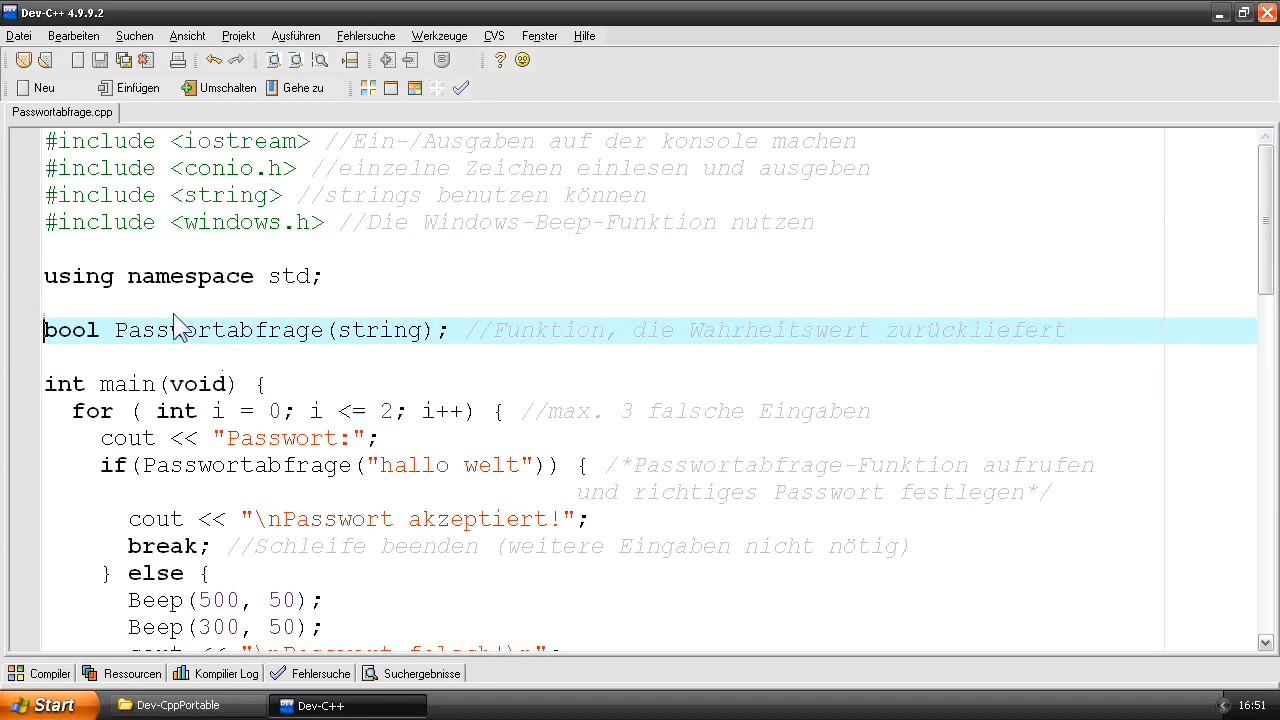 Dev-C++ 4.9.9.2
Datei Bearbeiten Suchen Ansicht Projekt Ausführen Fehlersuche Werkzeuge CVS Fenster Hilfe
Neu Einfügen Umschalten Gehe zu
Passwortabfrage.cpp
#include <iostream> //Ein-/Ausgaben auf der konsole machen
#include <conio.h> //einzelne Zeichen einlesen und ausgeben
#include <string> //strings benutzen können
#include <windows.h> //Die Windows-Beep-Funktion nutzen
using namespace std;
bool Passwortabfrage(string); //Funktion, die Wahrheitswert zurückliefert
int main(void) {
for ( int i = 0; i <= 2; i++) { //max. 3 falsche Eingaben
cout << "Passwort:";
if(Passwortabfrage("hallo welt")) { /*Passwortabfrage-Funktion aufrufen
und richtiges Passwort festlegen*/
cout << "\nPasswort akzeptiert!";
break; //Schleife beenden (weitere Eingaben nicht nötig)
} else {
Beep(500, 50);
Beep(300, 50);
cout << "\nPasswort falsch!\n";
Compiler Ressourcen Kompilier Log Fehlersuche Suchergebnisse
Start Dev-CppPortable Dev-C++ 16:51